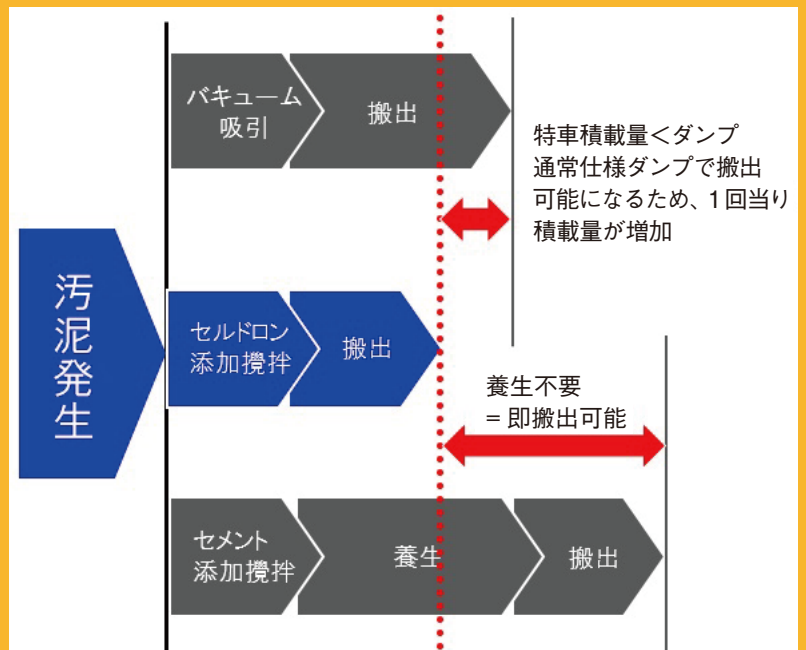 バキューム
吸引
搬出
特車積載量＜ダンプ
通常仕様ダンプで搬出
可能になるため、1回当り
積載量が増加
汚泥発生
セルドロン
添加攪拌
搬出
養生不要
= 即搬出可能
セメント
添加攪拌
養生
搬出